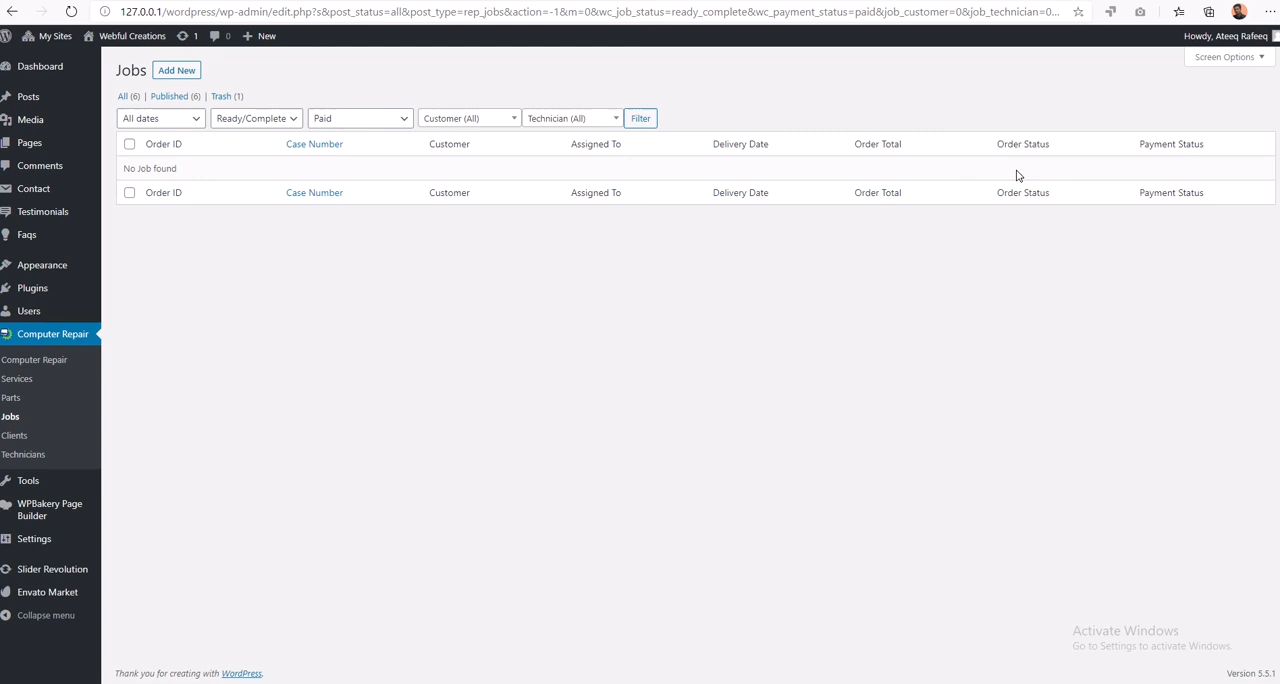 127.0.0.1/wordpress/wp-admin/edit.php?s&post_status=all&post_type=rep_jobs&action=-1&m=0&wc_job_status=ready_complete&wc_payment_status=paid&job_customer=0&job_technician=0...
My Sites Webful Creations 1 0 New Howdy, Ateeq Rafeeq
Screen Options
Dashboard
Posts
Media
Pages
Comments
Contact
Testimonials
Faqs
Appearance
Plugins
Users
Computer Repair
Computer Repair
Services
Parts
Jobs
Clients
Technicians
Tools
WPBakery Page
Builder
Settings
Slider Revolution
Envato Market
Collapse menu
Jobs Add New
All (6) | Published (6) | Trash (1)
All dates Ready/Complete Paid Customer (All) Technician (All) Filter
Order ID Case Number Customer Assigned To Delivery Date Order Total Order Status Payment Status
No Job found
Order ID Case Number Customer Assigned To Delivery Date Order Total Order Status Payment Status
Activate Windows
Go to Settings to activate Windows.
Thank you for creating with WordPress. Version 5.5.1